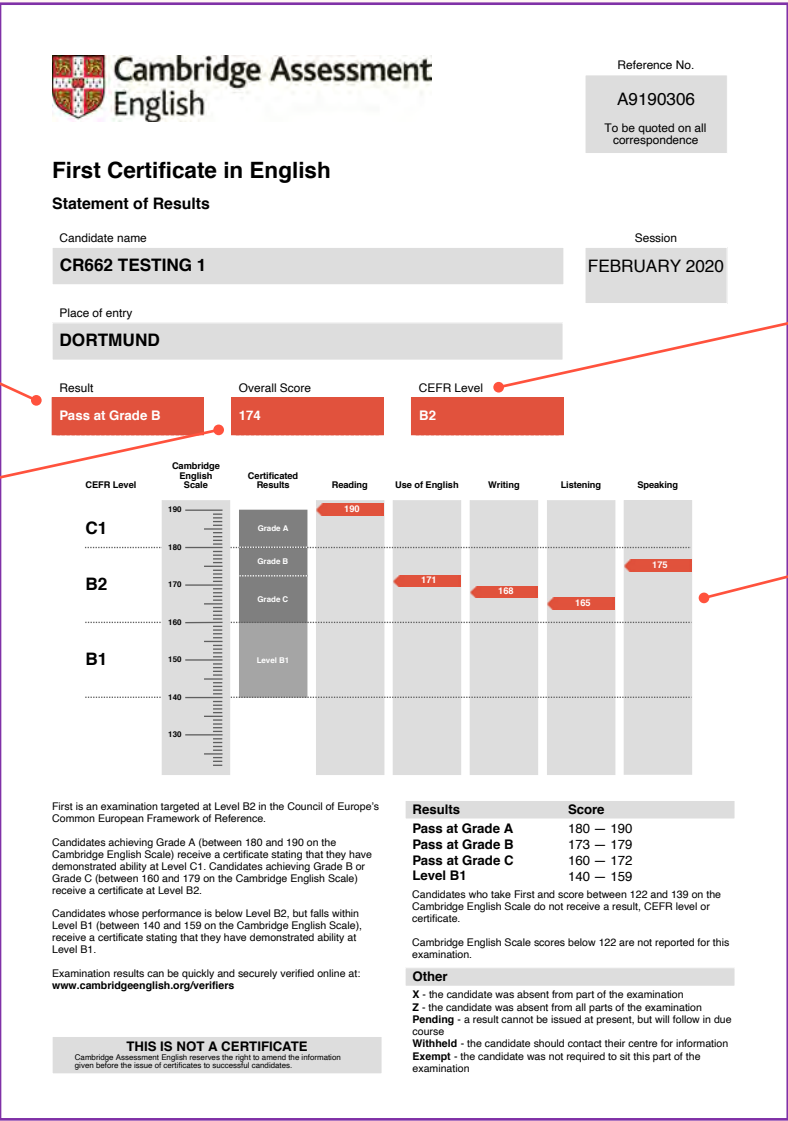 Cambridge Assessment
English
Reference No.
A9190306
To be quoted on all
correspondence
First Certificate in English
Statement of Results
Candidate name
CR662 TESTING 1
Session
FEBRUARY 2020
Place of entry
DORTMUND
Result
Pass at Grade B
Overall Score
174
CEFR Level
B2
CEFR Level
Cambridge
English
Scale
Certificated
Results
Reading
Use of English
Writing
Listening
Speaking
C1
B2
B1
190
180
170
160
150
140
130
Grade A
Grade B
Grade C
Level B1
190
171
168
165
175
First is an examination targeted at Level B2 in the Council of Europe's
Common European Framework of Reference.
Candidates achieving Grade A (between 180 and 190 on the
Cambridge English Scale) receive a certificate stating that they have
demonstrated ability at Level C1. Candidates achieving Grade B or
Grade C (between 160 and 179 on the Cambridge English Scale)
receive a certificate at Level B2.
Candidates whose performance is below Level B2, but falls within
Level B1 (between 140 and 159 on the Cambridge English Scale),
receive a certificate stating that they have demonstrated ability at
Level B1.
Examination results can be quickly and securely verified online at:
www.cambridgeenglish.org/verifiers
THIS IS NOT A CERTIFICATE
Cambridge Assessment English reserves the right to amend the information
given before the issue of certificates to successful candidates.
Results Score
Pass at Grade A 180 — 190
Pass at Grade B 173 — 179
Pass at Grade C 160 — 172
Level B1 140 — 159
Candidates who take First and score between 122 and 139 on the
Cambridge English Scale do not receive a result, CEFR level or
certificate.
Cambridge English Scale scores below 122 are not reported for this
examination.
Other
X - the candidate was absent from part of the examination
Z - the candidate was absent from all parts of the examination
Pending - a result cannot be issued at present, but will follow in due
course
Withheld - the candidate should contact their centre for information
Exempt - the candidate was not required to sit this part of the
examination